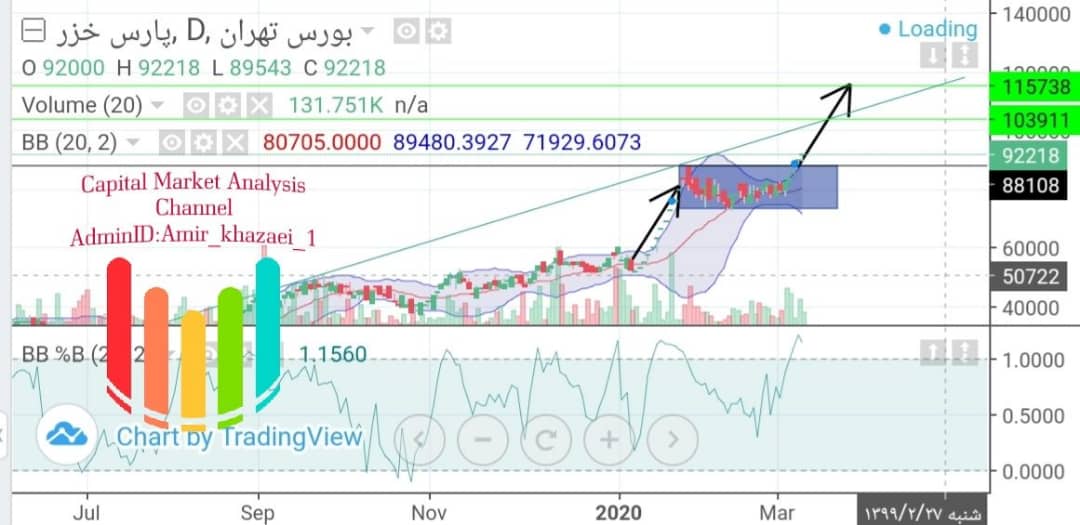 پارس خزر, D, بورس تهران
Loading
O 92000 H 92218 L 89543 C 92218
Volume (20) 131.751K n/a
BB (20, 2) 80705.0000 89480.3927 71929.6073
Capital Market Analysis
Channel
AdminID:Amir_khazaei_1
140000
115738
103911
92218
88108
60000
50722
40000
BB %B (2 2 1.1560
1.0000
0.5000
0.0000
Chart by TradingView
Jul Sep Nov 2020 Mar شنبه ۱۳۹۹/۲/۲۷